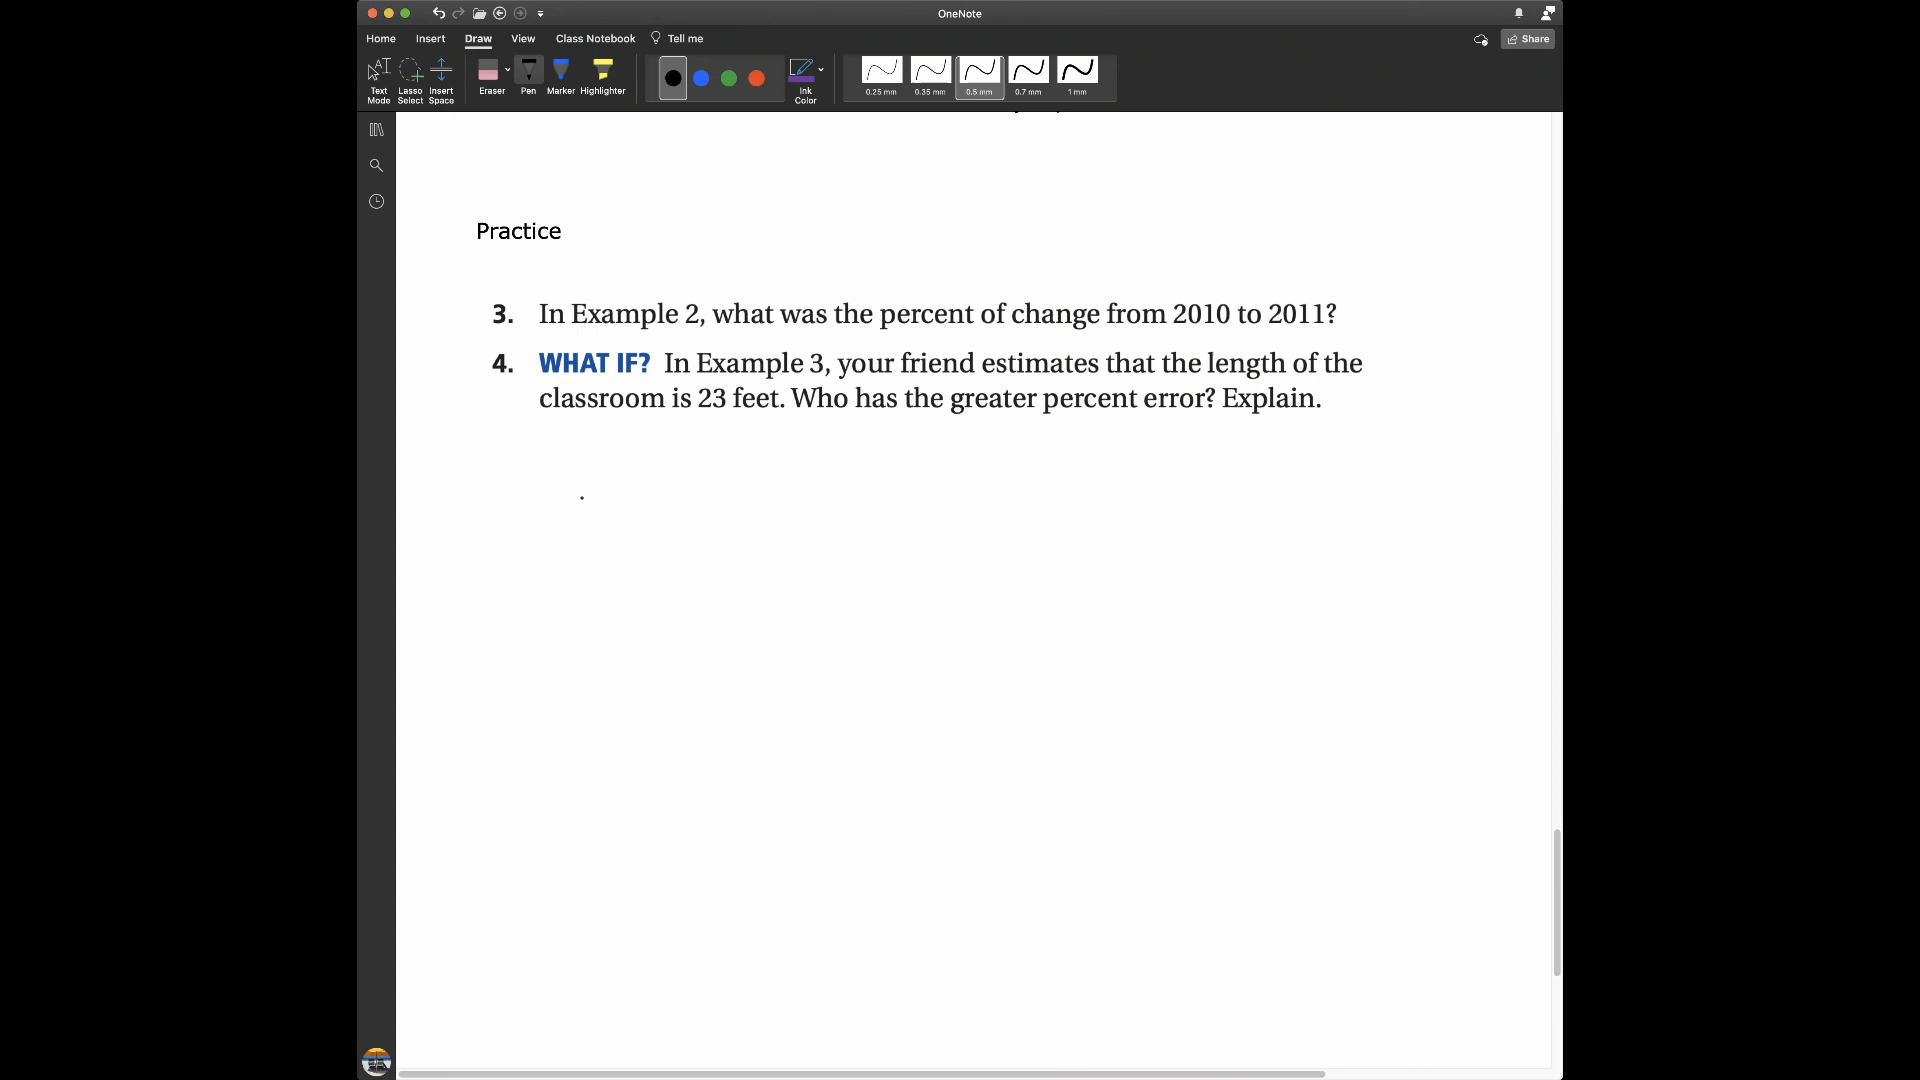 OneNote
Home Insert Draw View Class Notebook Tell me
Share
Text Mode
Lasso Select
Insert Space
Eraser
Pen
Marker
Highlighter
Ink Color
0.25 mm
0.35 mm
0.5 mm
0.7 mm
1 mm
Practice
3. In Example 2, what was the percent of change from 2010 to 2011?
4. WHAT IF? In Example 3, your friend estimates that the length of the
classroom is 23 feet. Who has the greater percent error? Explain.